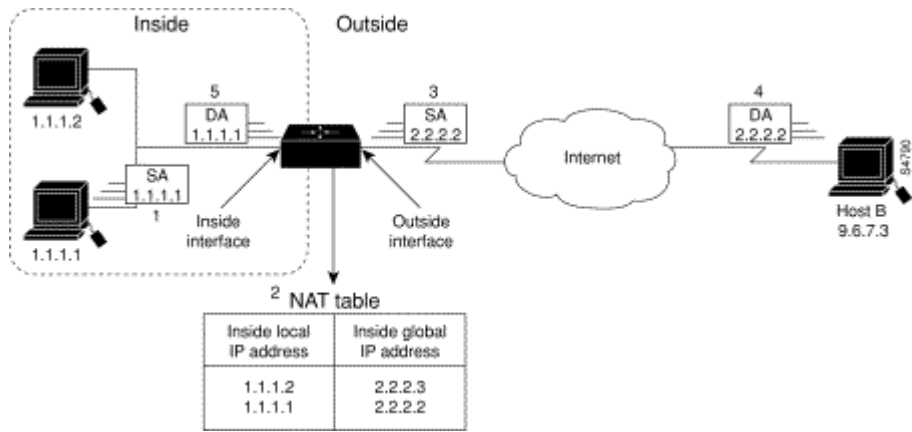 Inside
Outside
1.1.1.2
5
DA
1.1.1.1
3
SA
2.2.2.2
4
DA
2.2.2.2
Internet
S4790
SA
1.1.1.1
1
1.1.1.1
Inside
interface
Outside
interface
Host B
9.6.7.3
2 NAT table
Inside local
IP address
Inside global
IP address
1.1.1.2
2.2.2.3
1.1.1.1
2.2.2.2